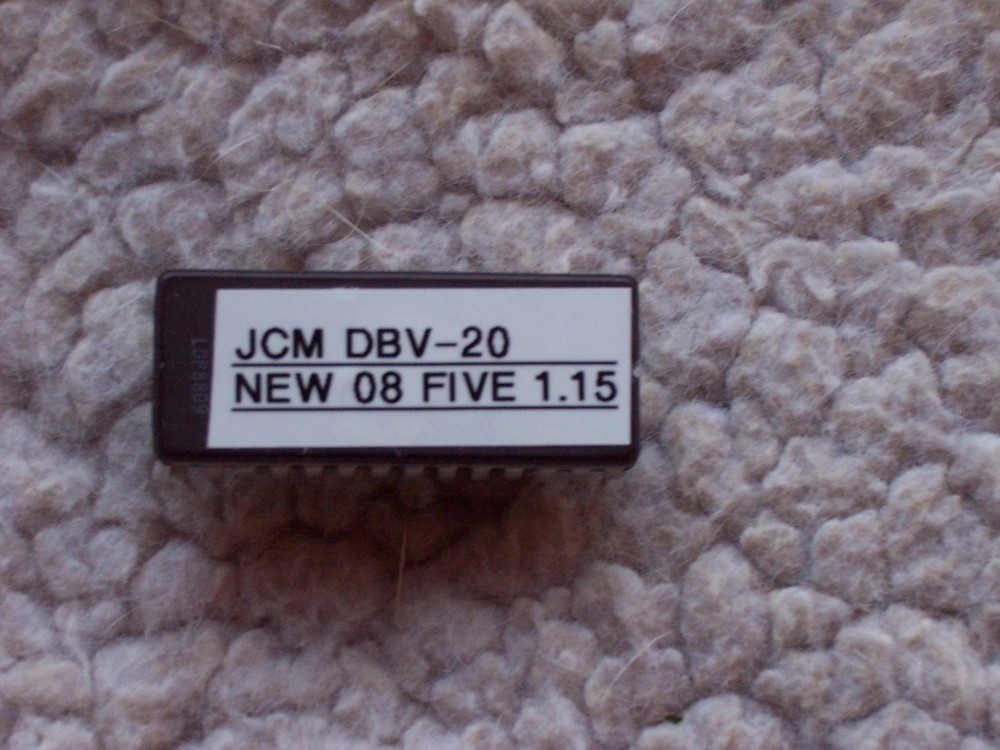 JCM DBV-20
NEW 08 FIVE 1.15